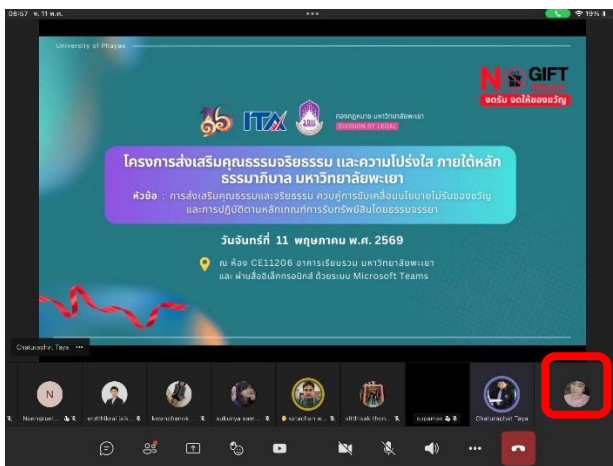 08:57 จ. 11 พ.ค.
19%
University of Phayao
NO GIFT
งดรับ งดให้ของขวัญ
ITA
กองกฎหมาย มหาวิทยาลัยพะเยา
DIVISION OF LEGAL
โครงการส่งเสริมคุณธรรมจริยธรรม และความโปร่งใส ภายใต้หลัก
ธรรมาภิบาล มหาวิทยาลัยพะเยา
หัวข้อ : การส่งเสริมคุณธรรมและจริยธรรม ควบคู่การขับเคลื่อนนโยบายไม่รับของขวัญ
และการปฏิบัติตามหลักเกณฑ์การรับทรัพย์สินโดยธรรมจรรยา
วันจันทร์ที่ 11 พฤษภาคม พ.ศ. 2569
ณ ห้อง CE11206 อาคารเรียนรวม มหาวิทยาลัยพะเยา
และ ผ่านสื่ออิเล็กทรอนิกส์ ด้วยระบบ Microsoft Teams
Chaturaphat Taya
N
supamas
Chaturaphat Taya